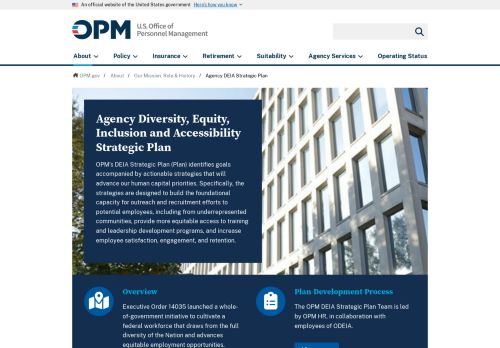 An official website of the United States government Here's how you know
OPM U.S. Office of
Personnel Management
About Policy Insurance Retirement Suitability Agency Services Operating Status
OPM.gov / About / Our Mission, Role & History / Agency DEIA Strategic Plan
Agency Diversity, Equity,
Inclusion and Accessibility
Strategic Plan
OPM's DEIA Strategic Plan (Plan) identifies goals
accompanied by actionable strategies that will
advance our human capital priorities. Specifically, the
strategies are designed to build the foundational
capacity for outreach and recruitment efforts to
potential employees, including from underrepresented
communities, provide more equitable access to training
and leadership development programs, and increase
employee satisfaction, engagement, and retention.
Overview
Executive Order 14035 launched a whole-
of-government initiative to cultivate a
federal workforce that draws from the full
diversity of the Nation and advances
equitable employment opportunities.
Plan Development Process
The OPM DEIA Strategic Plan Team is led
by OPM HR, in collaboration with
employees of ODEIA.